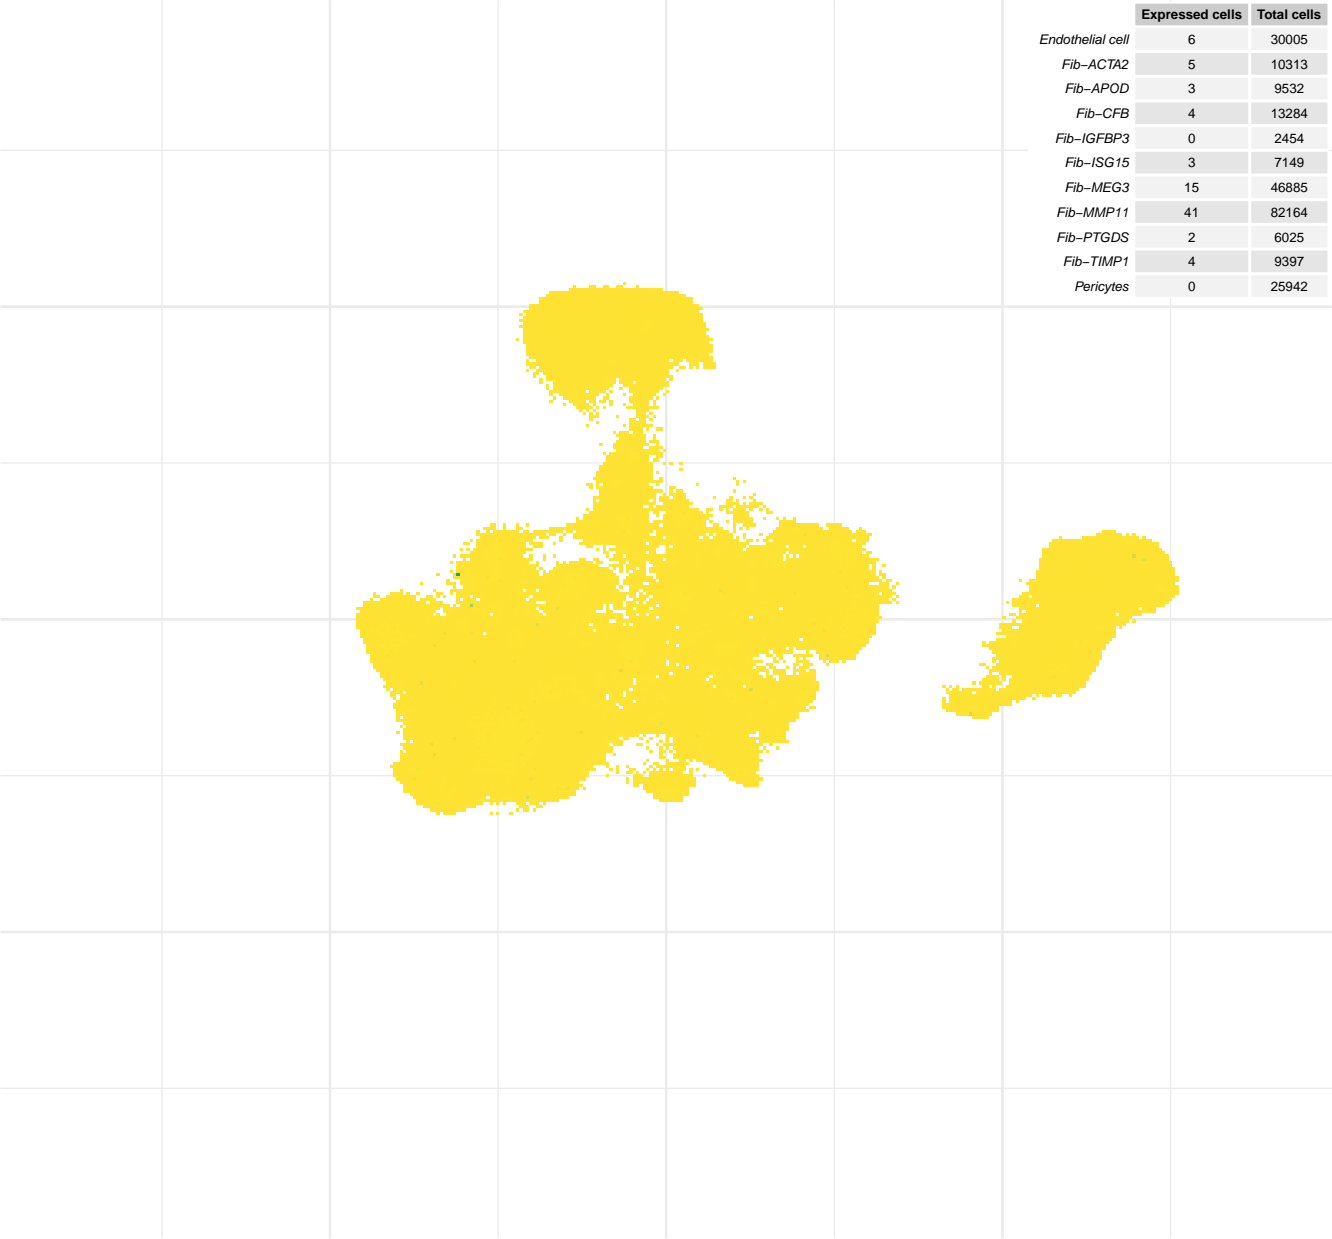 Expressed cells Total cells
Endothelial cell 6 30005
Fib−ACTA2 5 10313
Fib−APOD 3 9532
Fib−CFB 4 13284
Fib−IGFBP3 0 2454
Fib−ISG15 3 7149
Fib−MEG3 15 46885
Fib−MMP11 41 82164
Fib−PTGDS 2 6025
Fib−TIMP1 4 9397
Pericytes 0 25942